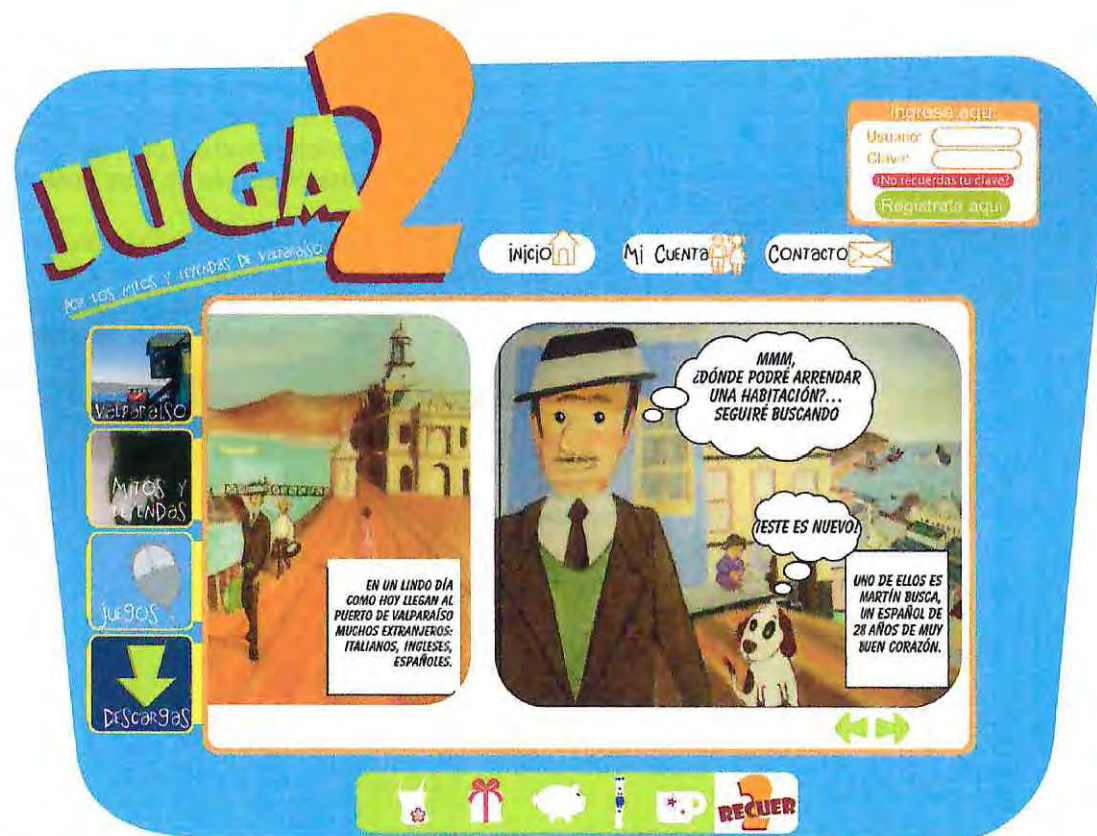 JUGA2
POR LOS MITOS Y LEYENDAS DE VALPARAÍSO
Ingrese aqui
Usuario:
Clave:
¿No recuerdas tu clave?
Registrate aqui
iNiCiO
Mi CUENTA
CONTACTO
VaLParaíSO
MITOS Y
LEYENDAS
JUEGOS
DESCARGAS
EN UN LINDO DÍA
COMO HOY LLEGAN AL
PUERTO DE VALPARAÍSO
MUCHOS EXTRANJEROS:
ITALIANOS, INGLESES,
ESPAÑOLES.
MMM,
¿DÓNDE PODRÉ ARRENDAR
UNA HABITACIÓN?...
SEGUIRÉ BUSCANDO
¡ESTE ES NUEVO!
UNO DE ELLOS ES
MARTÍN BUSCA,
UN ESPAÑOL DE
28 AÑOS DE MUY
BUEN CORAZÓN.
RECUER2